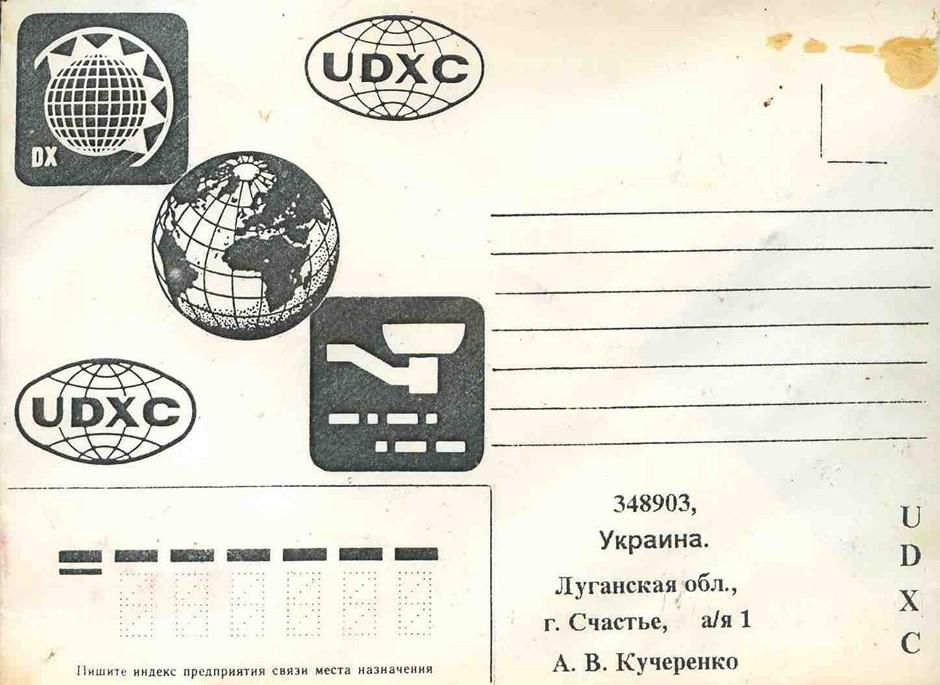 UDXC
DX
UDXC
348903,
Украина.
Луганская обл.,
г. Счастье, а/я 1
А. В. Кучеренко
U
D
X
C
Пишите индекс предприятия связи места назначения